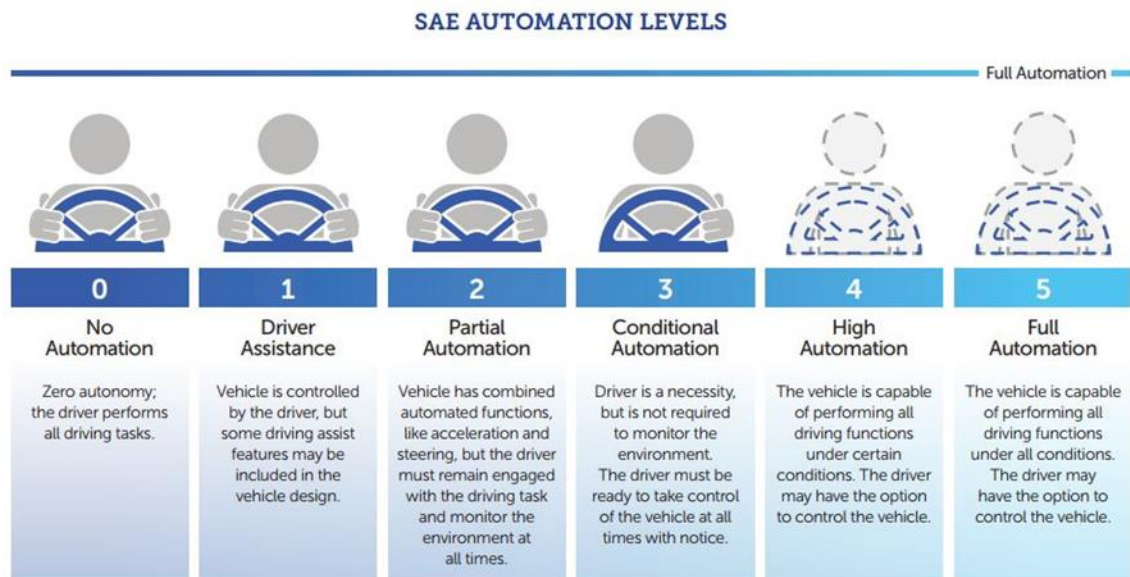 SAE AUTOMATION LEVELS
Full Automation
0
No
Automation
Zero autonomy;
the driver performs
all driving tasks.
1
Driver
Assistance
Vehicle is controlled
by the driver, but
some driving assist
features may be
included in the
vehicle design.
2
Partial
Automation
Vehicle has combined
automated functions,
like acceleration and
steering, but the driver
must remain engaged
with the driving task
and monitor the
environment at
all times.
3
Conditional
Automation
Driver is a necessity,
but is not required
to monitor the
environment.
The driver must be
ready to take control
of the vehicle at all
times with notice.
4
High
Automation
The vehicle is capable
of performing all
driving functions
under certain
conditions. The driver
may have the option
to control the vehicle.
5
Full
Automation
The vehicle is capable
of performing all
driving functions
under all conditions.
The driver may
have the option to
control the vehicle.